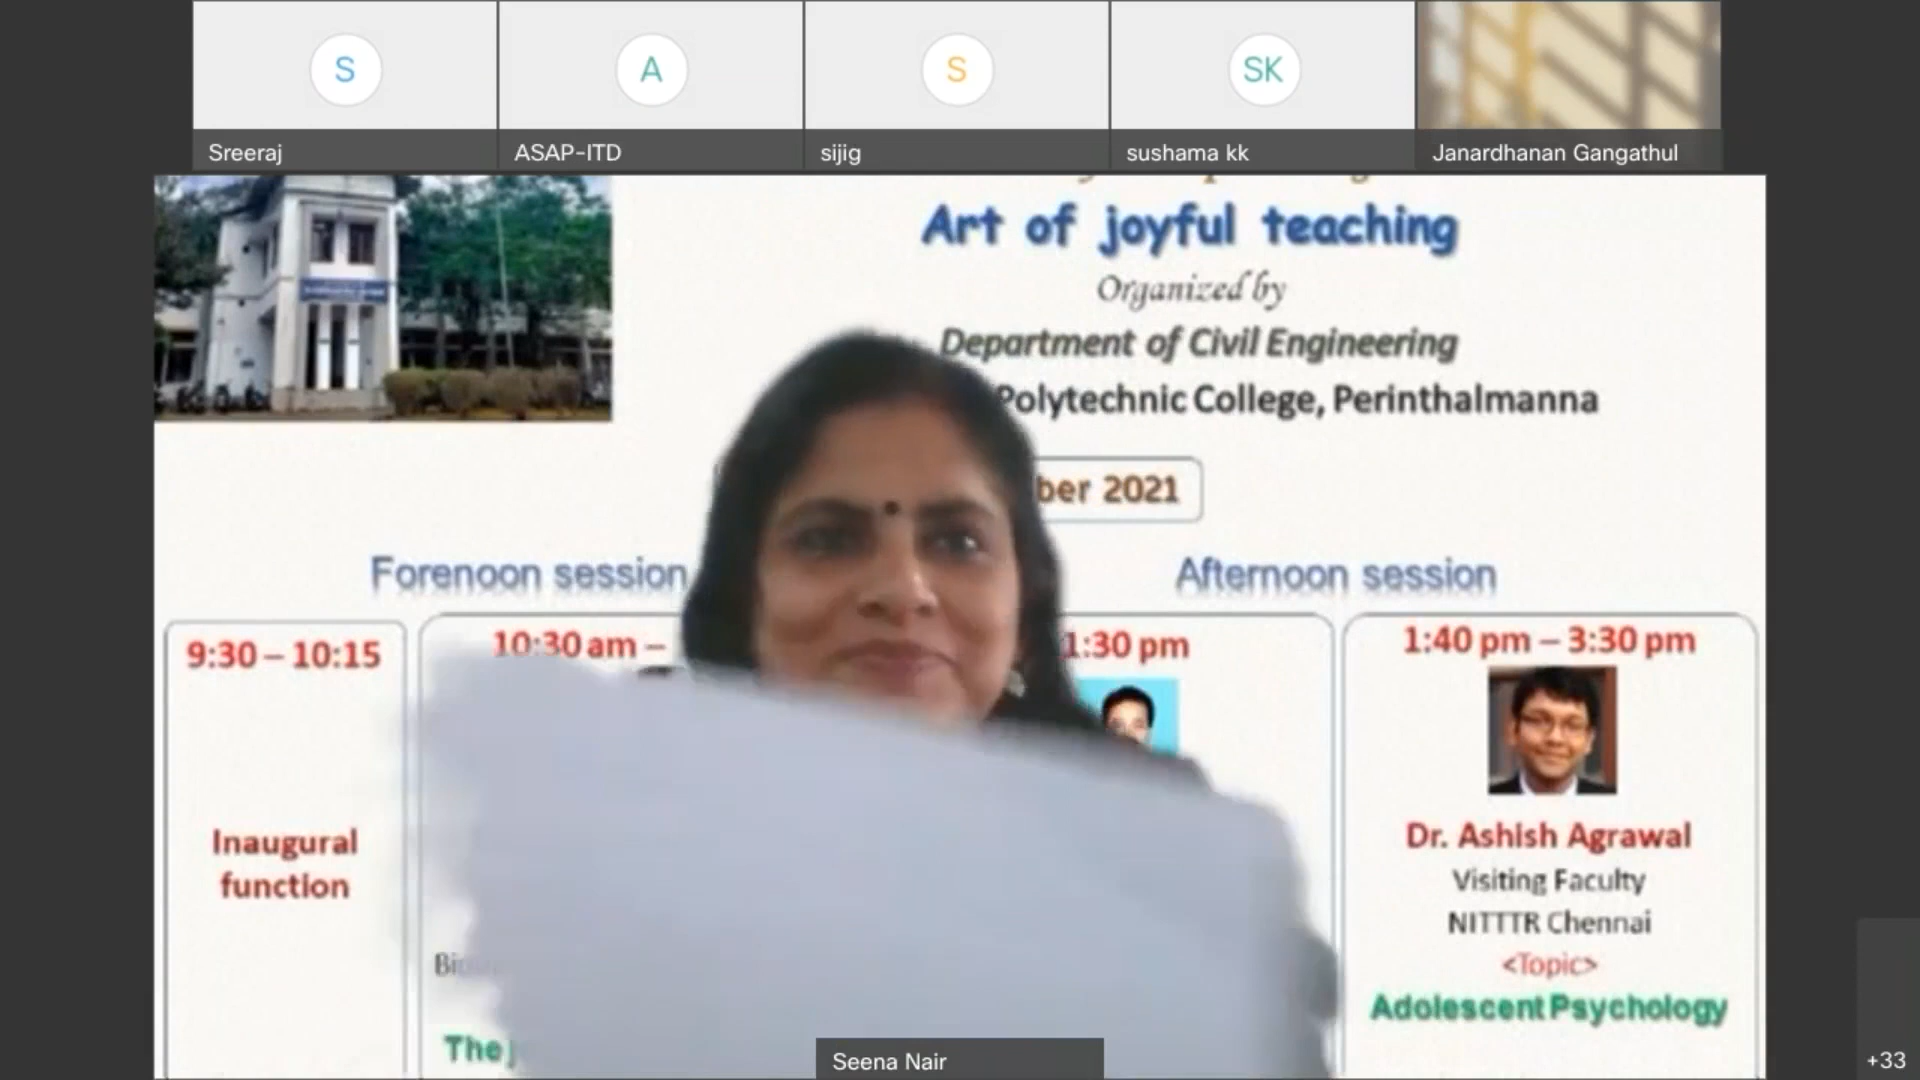 S
A
S
SK
Sreeraj
ASAP-ITD
sijig
sushama kk
Janardhanan Gangathul
Art of joyful teaching
Organized by
Department of Civil Engineering
Polytechnic College, Perinthalmanna
ber 2021
Forenoon session
Afternoon session
9:30 – 10:15
Inaugural
function
10:30 am –
The
1:30 pm
1:40 pm – 3:30 pm
Dr. Ashish Agrawal
Visiting Faculty
NITTTR Chennai
<Topic>
Adolescent Psychology
Seena Nair
+33